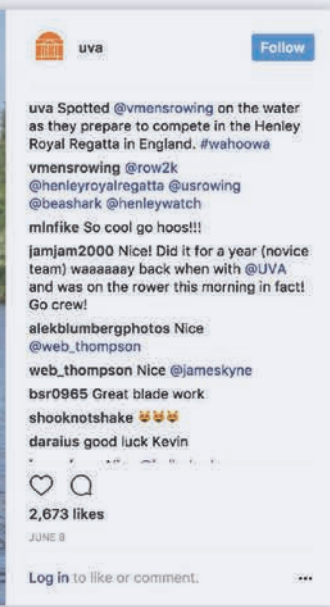 uva
Follow
uva Spotted @vmensrowing on the water
as they prepare to compete in the Henley
Royal Regatta in England. #wahoowa
vmensrowing @row2k
@henleyroyalregatta @usrowing
@beashark @henleywatch
mlnfike So cool go hoos!!!
jamjam2000 Nice! Did it for a year (novice
team) waaaaaay back when with @UVA
and was on the rower this morning in fact!
Go crew!
alekblumbergphotos Nice
@web_thompson
web_thompson Nice @jameskyne
bsr0965 Great blade work
shooknotshake 😻😻😻
daraius good luck Kevin
2,673 likes
JUNE 9
Log in to like or comment.